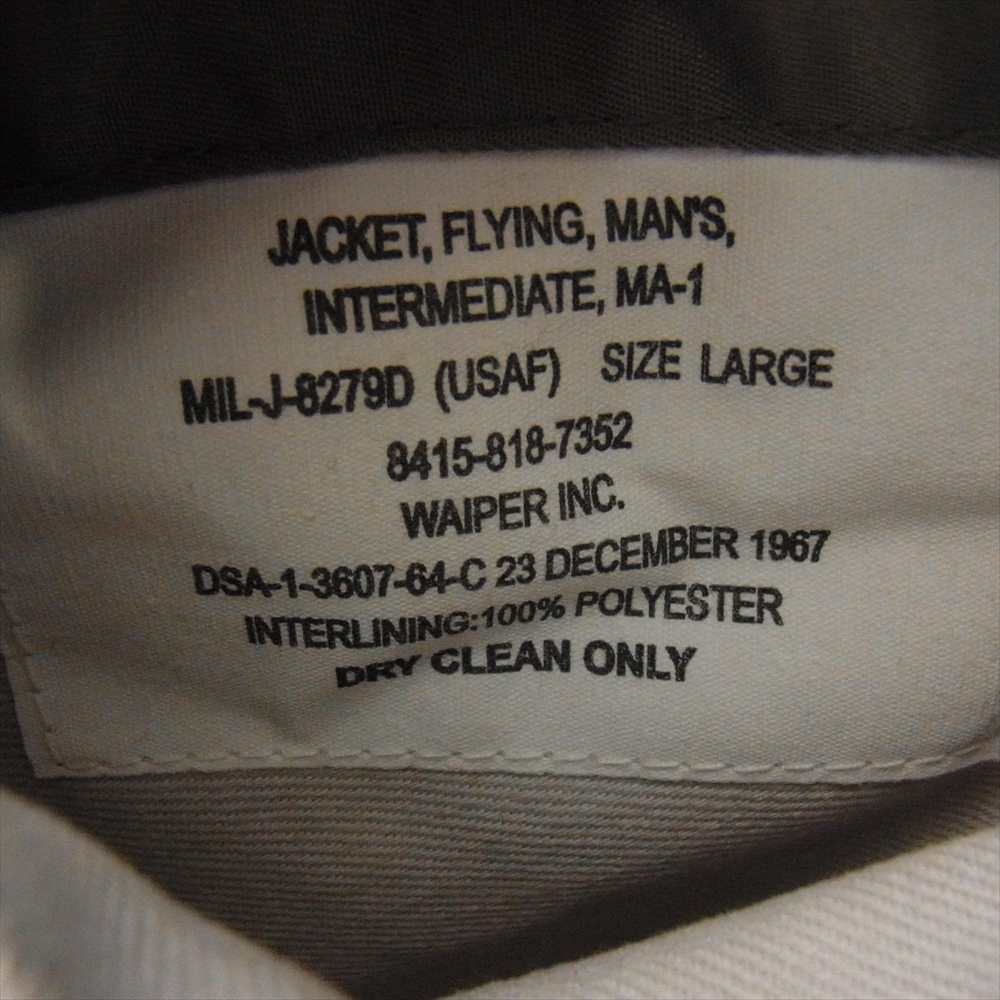 JACKET, FLYING, MAN'S,
INTERMEDIATE, MA-1
MIL-J-8279D (USAF) SIZE LARGE
8415-818-7352
WAIPER INC.
DSA-1-3607-64-C 23 DECEMBER 1967
INTERLINING:100% POLYESTER
DRY CLEAN ONLY